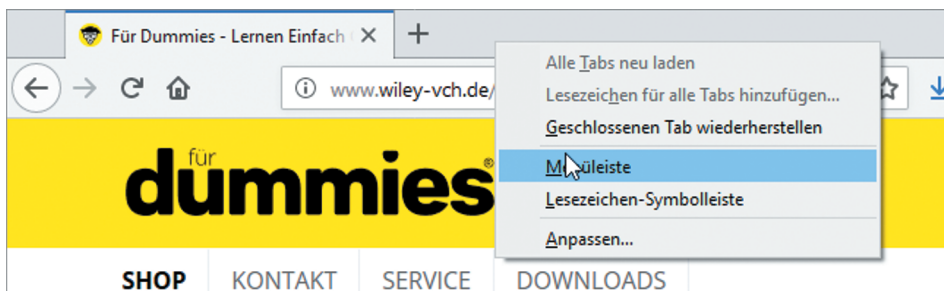 Für Dummies - Lernen Einfach
Alle Tabs neu laden
www.wiley-vch.de/
Lesezeichen für alle Tabs hinzufügen...
Geschlossenen Tab wiederherstellen
für
dummies®
Menüleiste
Lesezeichen-Symbolleiste
Anpassen...
SHOP KONTAKT SERVICE DOWNLOADS